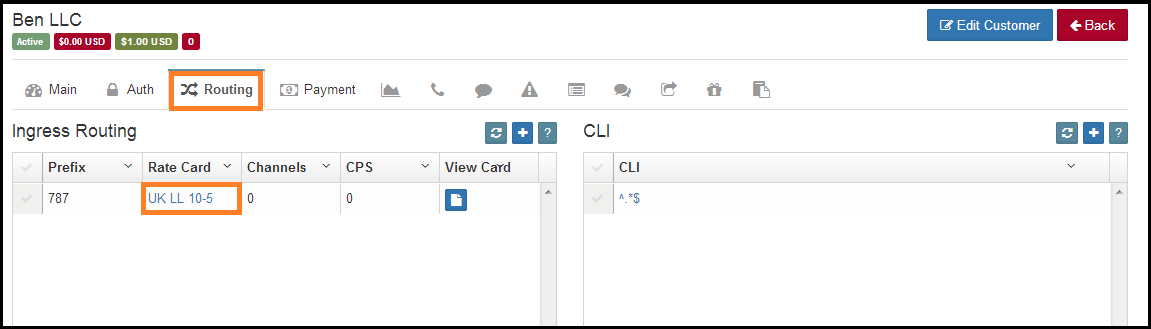 Ben LLC
Active $0.00 USD $1.00 USD 0
Edit Customer Back
Main Auth Routing Payment
Ingress Routing ?
CLI ?
Prefix Rate Card Channels CPS View Card
787 UK LL 10-5 0 0
CLI
^.*$